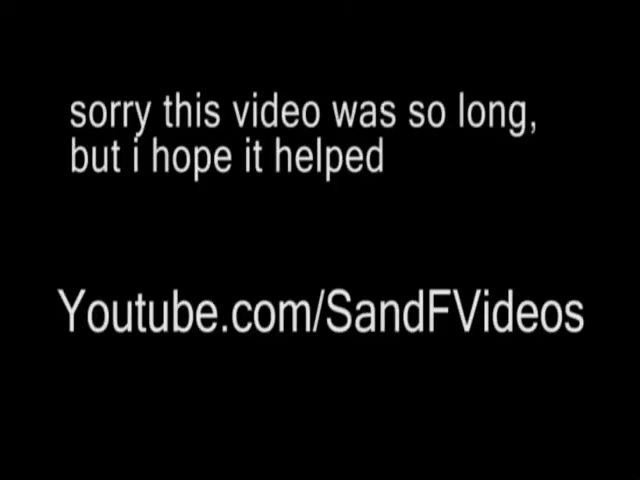 sorry this video was so long,
but i hope it helped
Youtube.com/SandFVideos